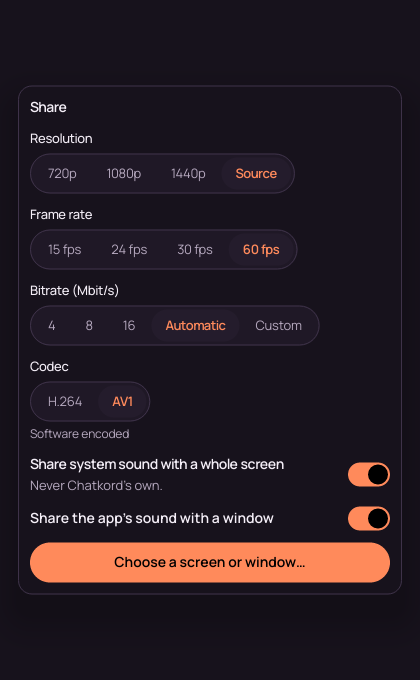 Share
Resolution
720p 1080p 1440p Source
Frame rate
15 fps 24 fps 30 fps 60 fps
Bitrate (Mbit/s)
4 8 16 Automatic Custom
Codec
H.264 AV1
Software encoded
Share system sound with a whole screen
Never Chatkord's own.
Share the app's sound with a window
Choose a screen or window...